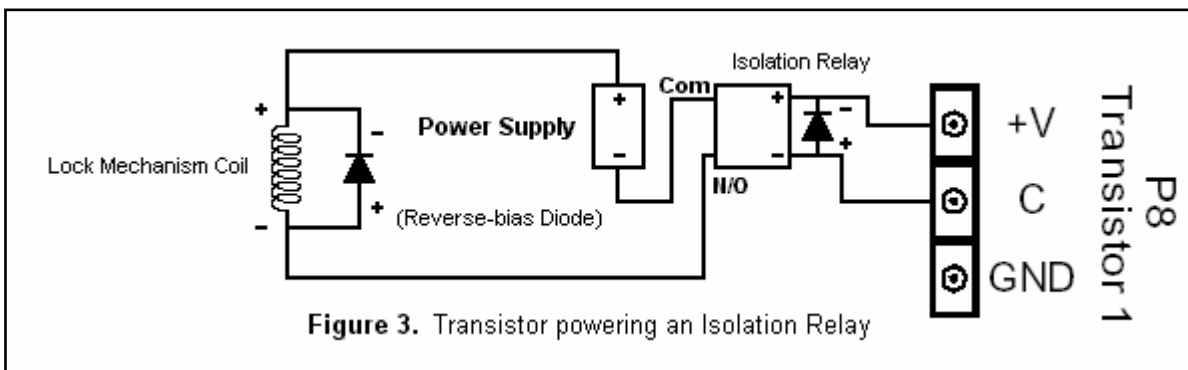 Isolation Relay
Com
+
-
N/O
+
-
-
+
+
-
Power Supply
+
-
Lock Mechanism Coil
-
+
(Reverse-bias Diode)
+V
C
GND
P8
Transistor 1
Figure 3. Transistor powering an Isolation Relay